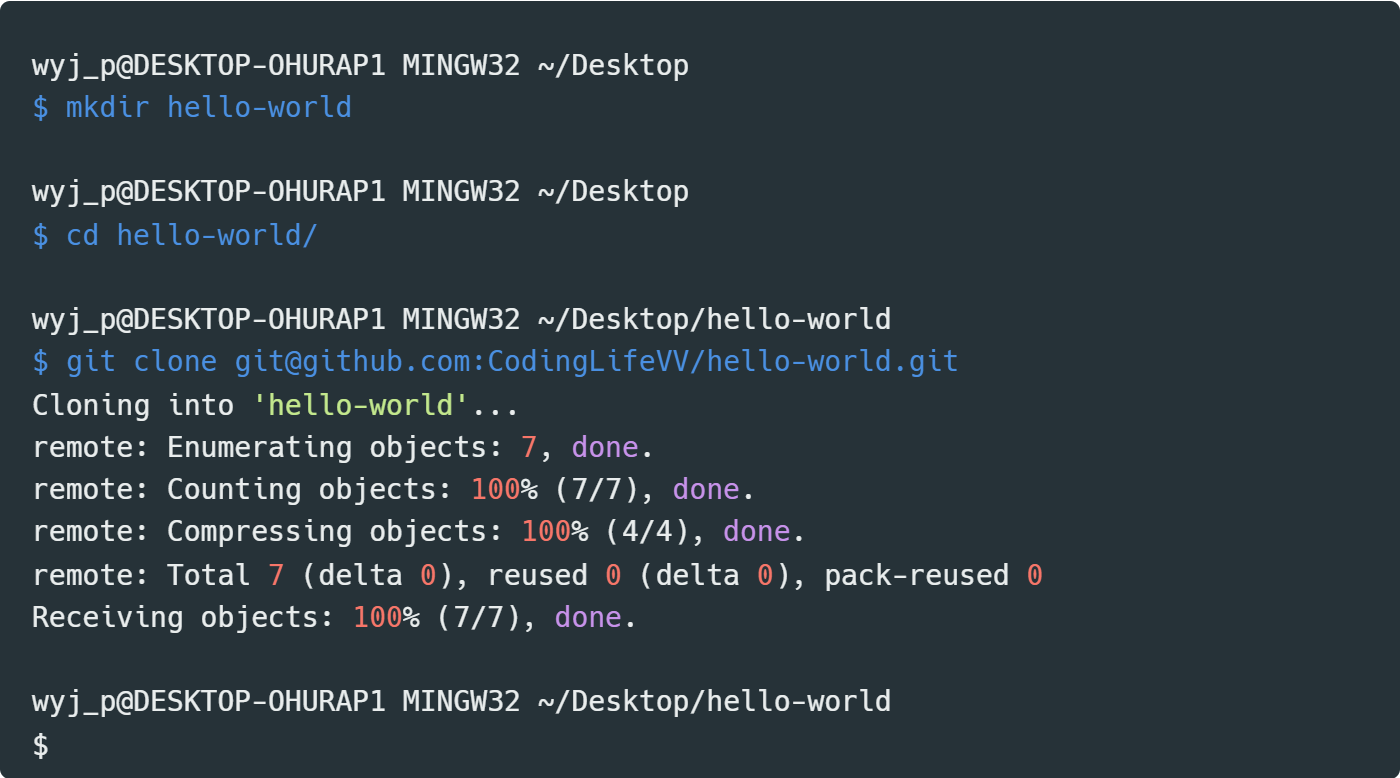 wyj_p@DESKTOP-OHURAP1 MINGW32 ~/Desktop
$ mkdir hello-world
wyj_p@DESKTOP-OHURAP1 MINGW32 ~/Desktop
$ cd hello-world/
wyj_p@DESKTOP-OHURAP1 MINGW32 ~/Desktop/hello-world
$ git clone git@github.com:CodingLifeVV/hello-world.git
Cloning into 'hello-world'...
remote: Enumerating objects: 7, done.
remote: Counting objects: 100% (7/7), done.
remote: Compressing objects: 100% (4/4), done.
remote: Total 7 (delta 0), reused 0 (delta 0), pack-reused 0
Receiving objects: 100% (7/7), done.
wyj_p@DESKTOP-OHURAP1 MINGW32 ~/Desktop/hello-world
$